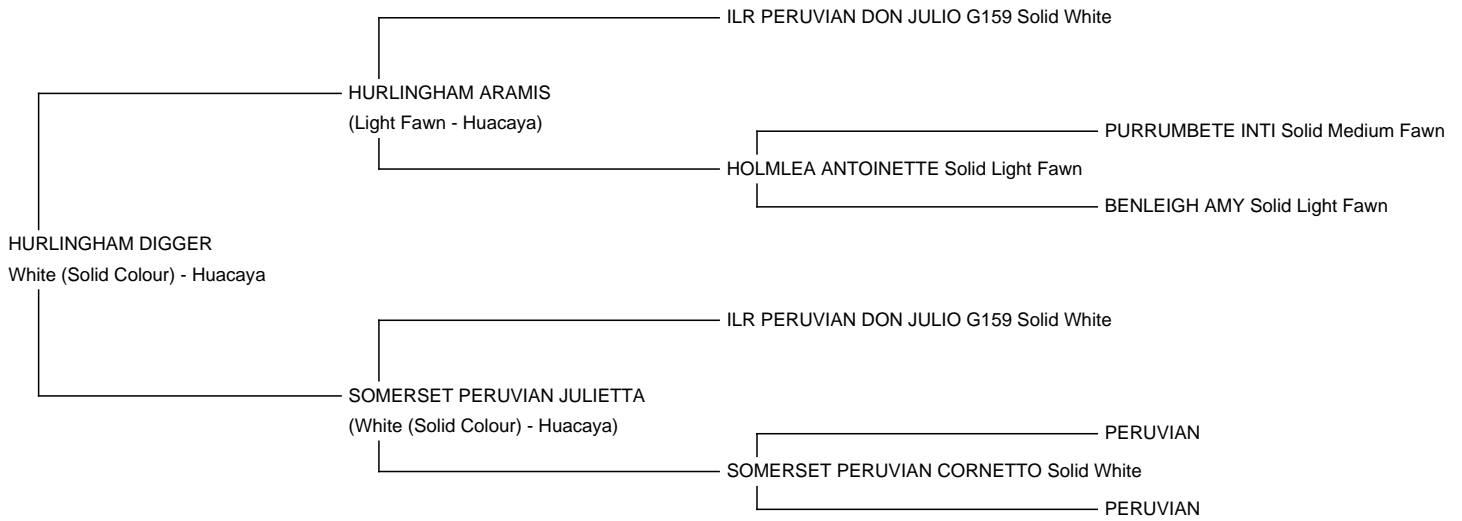 ILR PERUVIAN DON JULIO G159 Solid White
HURLINGHAM ARAMIS
(Light Fawn - Huacaya)
PURRUMBETE INTI Solid Medium Fawn
HOLMLEA ANTOINETTE Solid Light Fawn
BENLEIGH AMY Solid Light Fawn
HURLINGHAM DIGGER
White (Solid Colour) - Huacaya
ILR PERUVIAN DON JULIO G159 Solid White
SOMERSET PERUVIAN JULIETTA
(White (Solid Colour) - Huacaya)
PERUVIAN
SOMERSET PERUVIAN CORNETTO Solid White
PERUVIAN